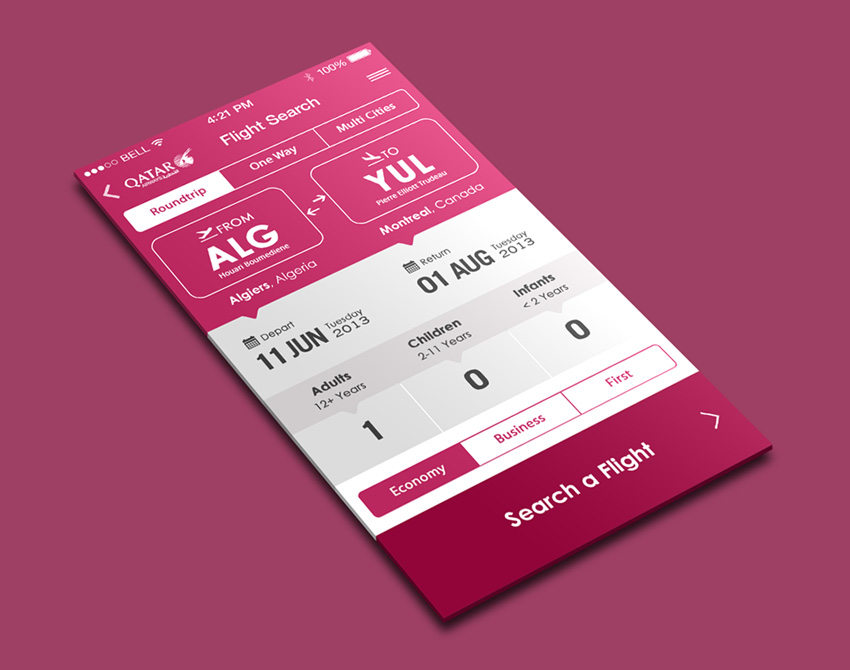 BELL
4:21 PM
100%
QATAR
Flight Search
Roundtrip
One Way
Multi Cities
FROM
ALG
Houari Boumediene
Algiers, Algeria
TO
YUL
Pierre Elliott Trudeau
Montreal, Canada
Depart
11 JUN
Tuesday
2013
Return
01 AUG
Tuesday
2013
Adults
12+ Years
1
Children
2-11 Years
0
Infants
< 2 Years
0
Economy
Business
First
Search a Flight